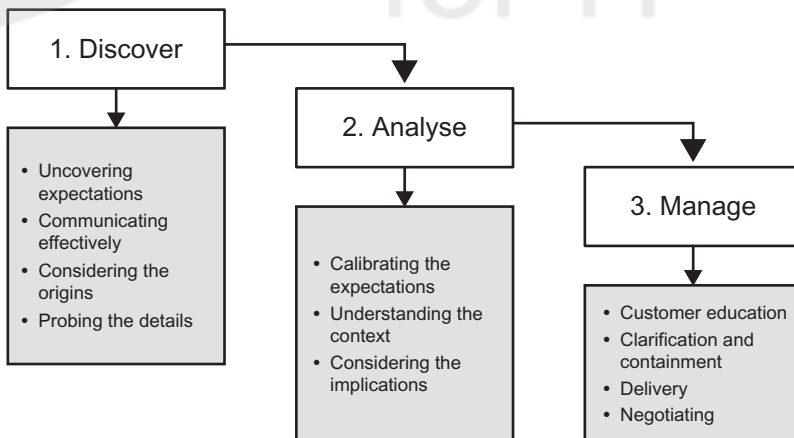 1. Discover
• Uncovering
expectations
• Communicating
effectively
• Considering the
origins
• Probing the details
2. Analyse
• Calibrating the
expectations
• Understanding the
context
• Considering the
implications
3. Manage
• Customer education
• Clarification and
containment
• Delivery
• Negotiating